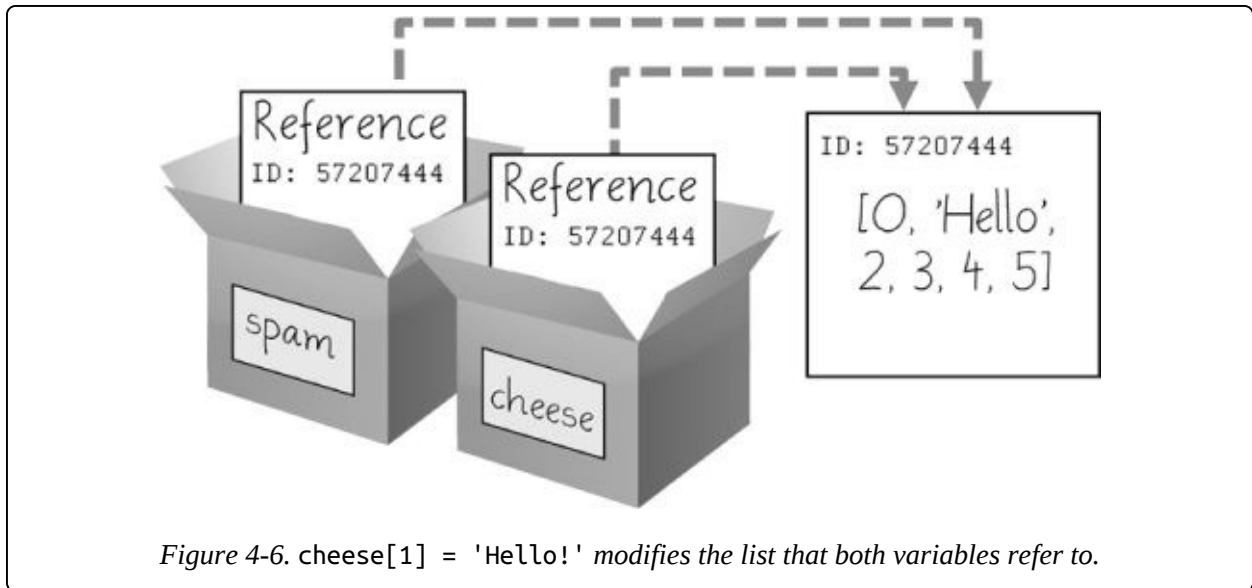 Reference
ID: 57207444
spam
Reference
ID: 57207444
cheese
ID: 57207444
[0, 'Hello',
2, 3, 4, 5]
Figure 4-6. cheese[1] = 'Hello!' modifies the list that both variables refer to.